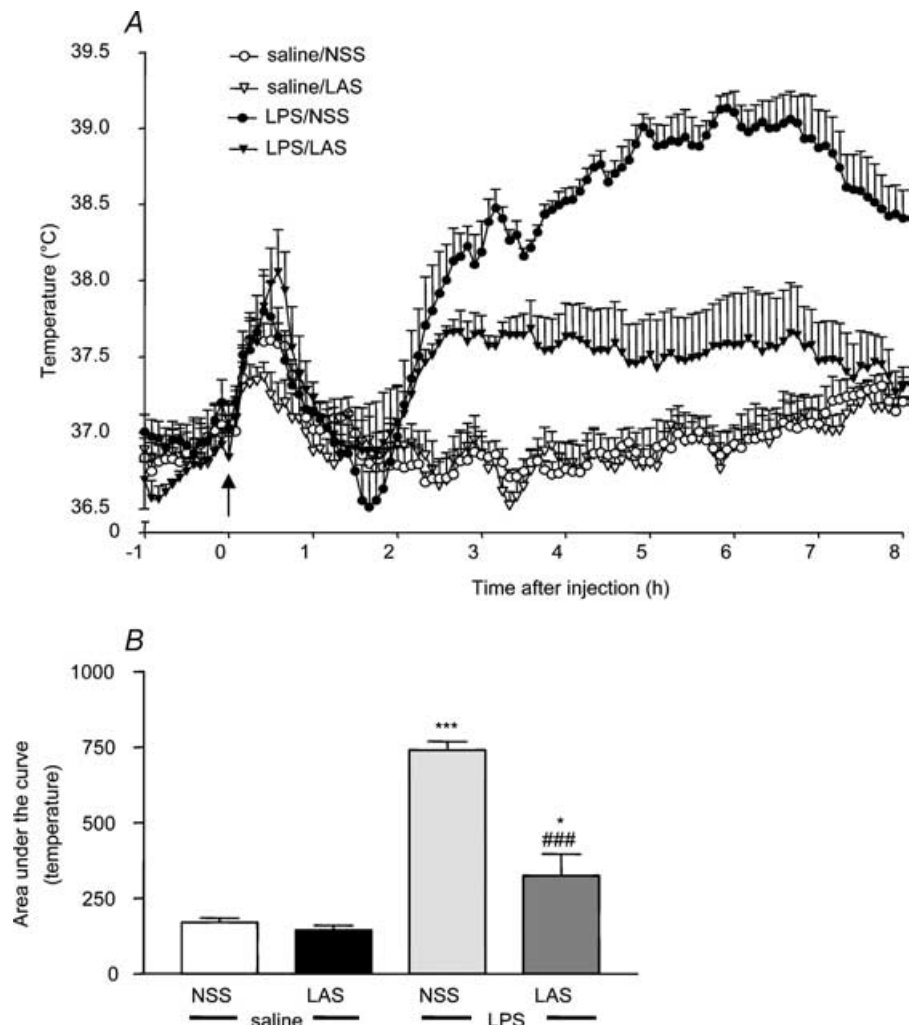 A
39.5
39.0
38.5
38.0
37.5
37.0
36.5
0
Temperature (°C)
saline/NSS
saline/LAS
LPS/NSS
LPS/LAS
-1 0 1 2 3 4 5 6 7 8
Time after injection (h)
B
1000
750
500
250
0
Area under the curve
(temperature)
***
*
###
NSS LAS NSS LAS
saline LPS